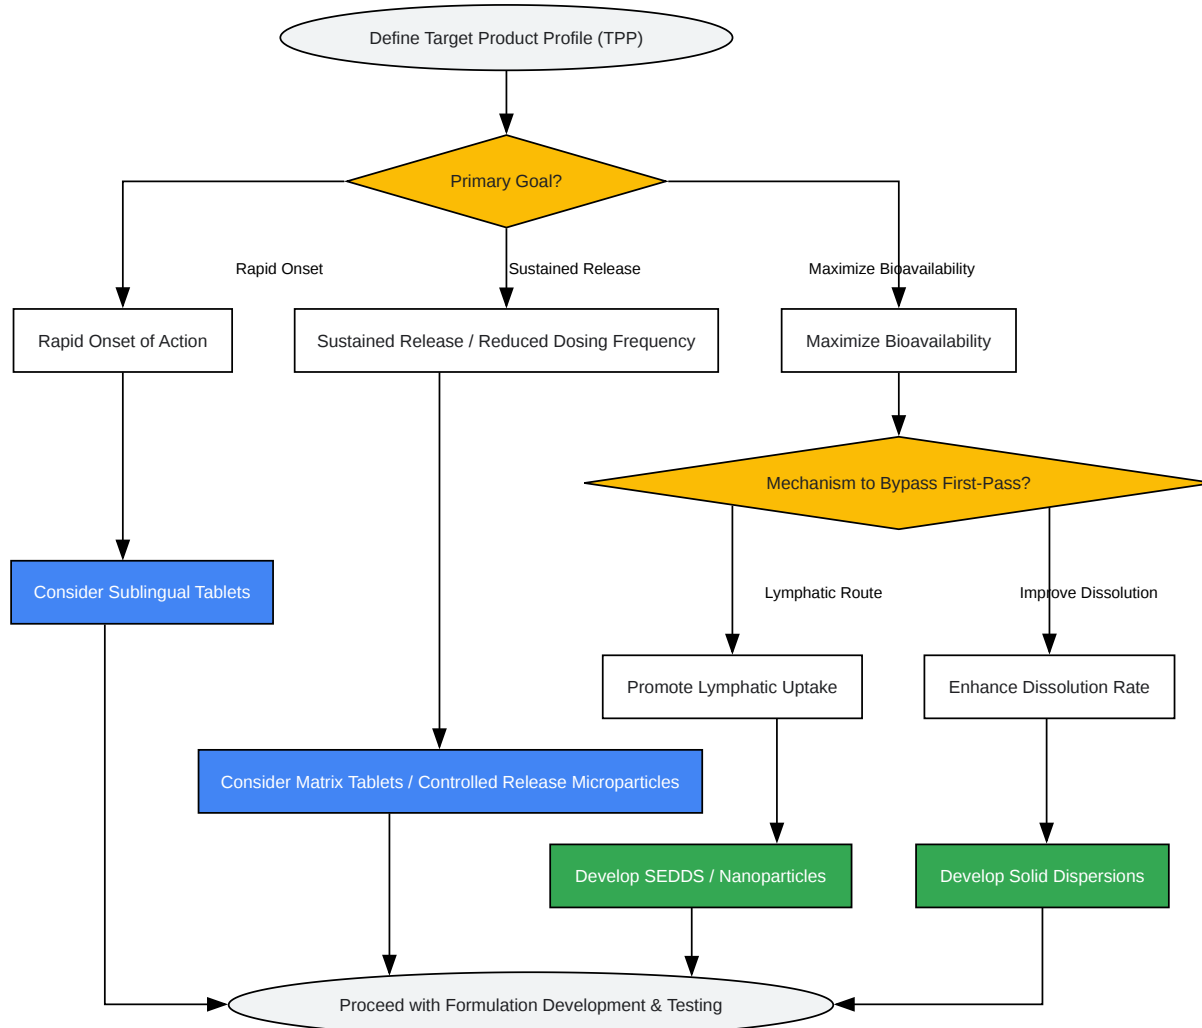 Define Target Product Profile (TPP)
Primary Goal?
Rapid Onset
Sustained Release
Maximize Bioavailability
Rapid Onset of Action
Sustained Release / Reduced Dosing Frequency
Maximize Bioavailability
Mechanism to Bypass First-Pass?
Consider Sublingual Tablets
Lymphatic Route
Improve Dissolution
Promote Lymphatic Uptake
Enhance Dissolution Rate
Consider Matrix Tablets / Controlled Release Microparticles
Develop SEDDS / Nanoparticles
Develop Solid Dispersions
Proceed with Formulation Development & Testing